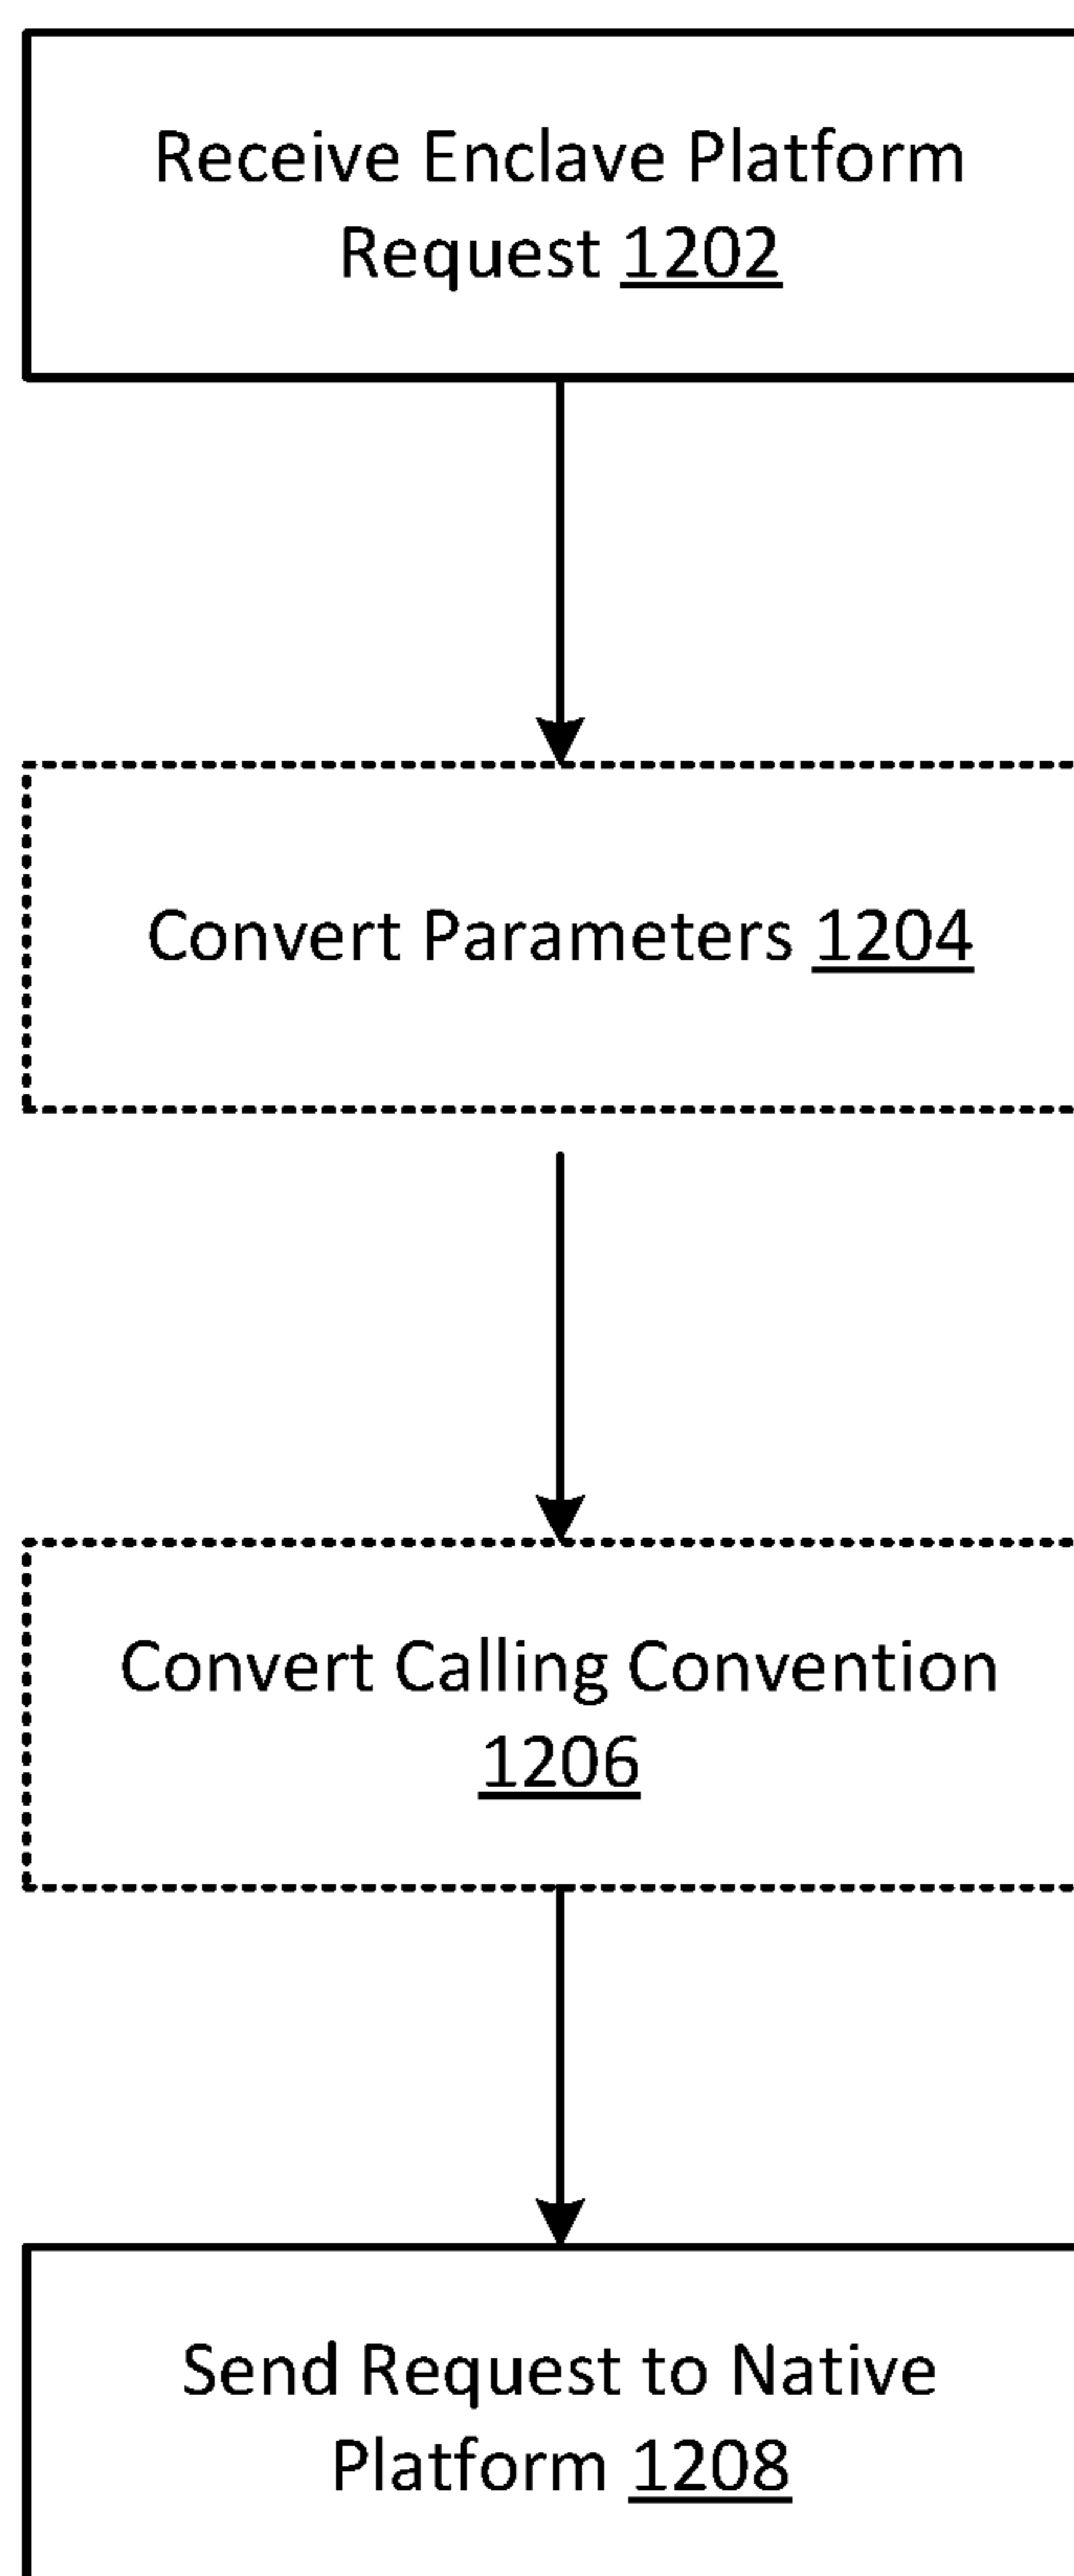 Receive Enclave Platform
Request 1202
Convert Parameters 1204
Convert Calling Convention
1206
Send Request to Native
Platform 1208